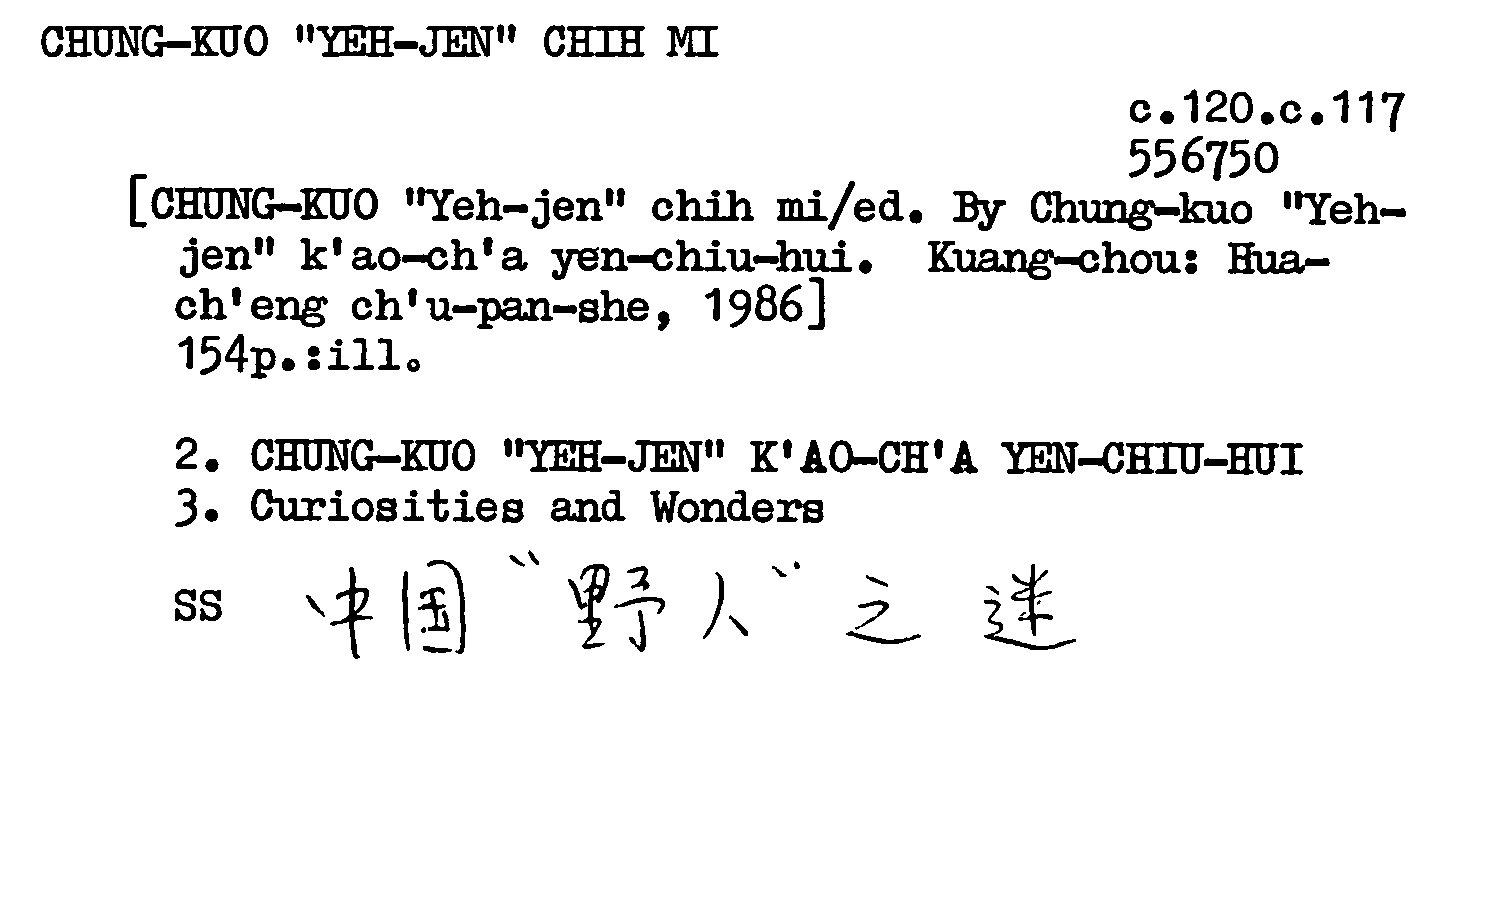 CHUNG-KUO "YEH-JEN" CHIH MI
c.120.c.117
556750
[CHUNG-KUO "Yeh-jen" chih mi/ed. By Chung-kuo "Yeh-
jen" k'ao-ch'a yen-chiu-hui. Kuang-chou: Hua-
ch'eng ch'u-pan-she, 1986]
154p.:ill.
2. CHUNG-KUO "YEH-JEN" K'AO-CH'A YEN-CHIU-HUI
3. Curiosities and Wonders
SS 中国"野人"之迷